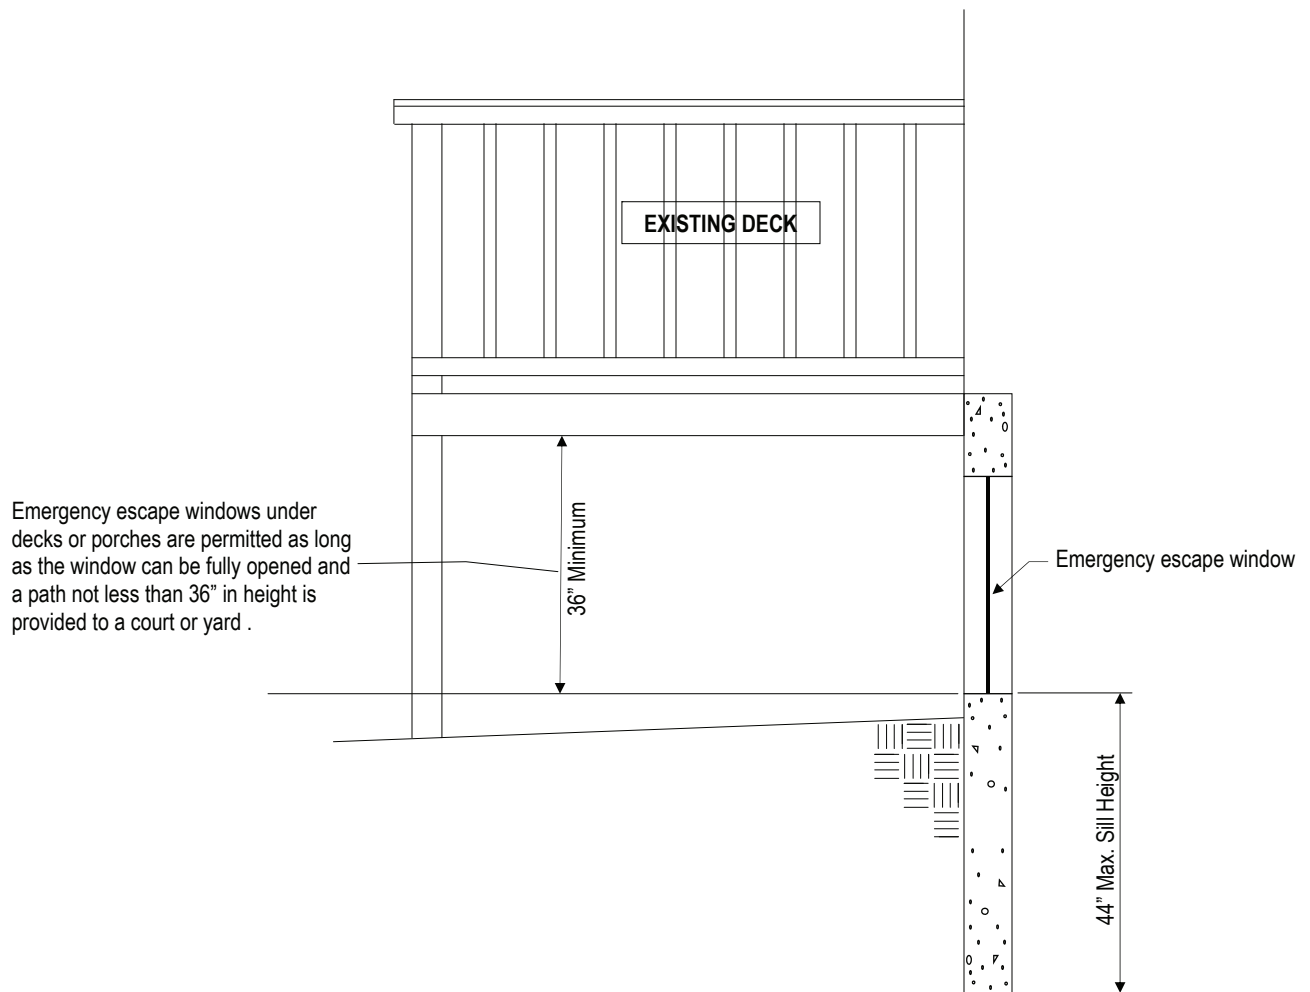 EXISTING DECK
Emergency escape windows under
decks or porches are permitted as long
as the window can be fully opened and
a path not less than 36” in height is
provided to a court or yard .
36” Minimum
Emergency escape window
44” Max. Sill Height